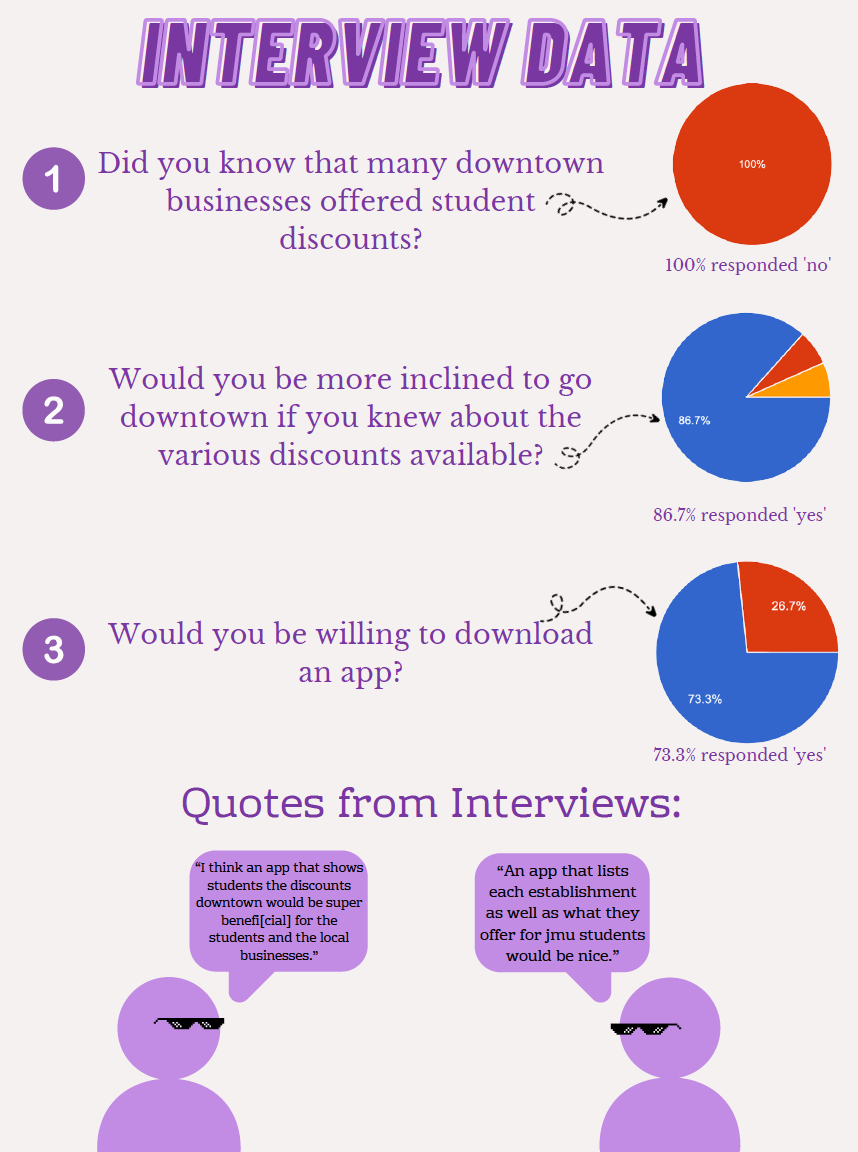 INTERVIEW DATA
1
Did you know that many downtown
businesses offered student
discounts?
100%
100% responded 'no'
2
Would you be more inclined to go
downtown if you knew about the
various discounts available?
86.7%
86.7% responded 'yes'
3
Would you be willing to download
an app?
26.7%
73.3%
73.3% responded 'yes'
Quotes from Interviews:
“I think an app that shows
students the discounts
downtown would be super
benefi[cial] for the
students and the local
businesses.”
“An app that lists
each establishment
as well as what they
offer for jmu students
would be nice.”